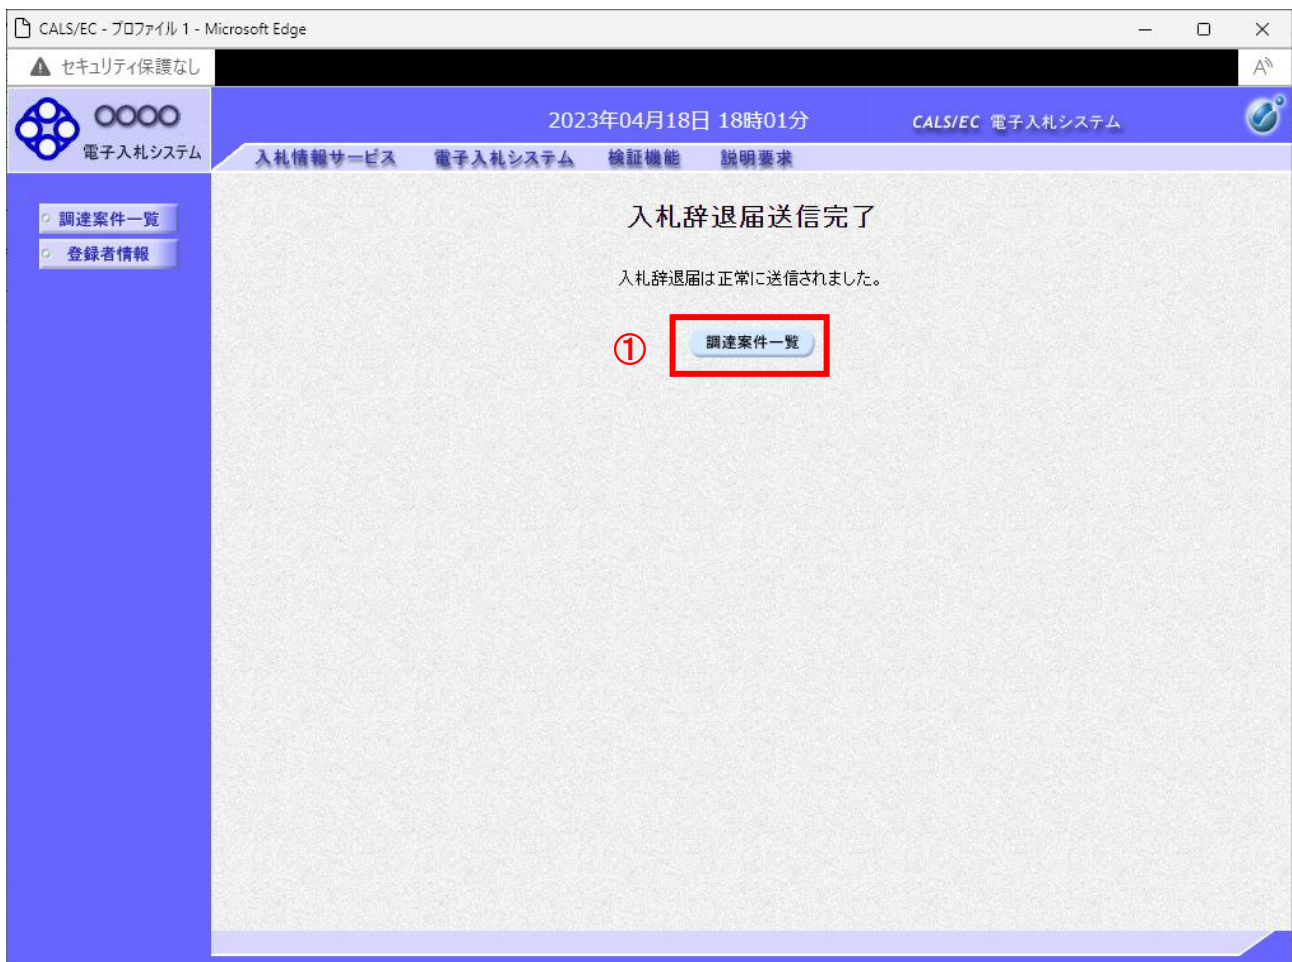 CALS/EC - プロファイル 1 - Microsoft Edge
セキュリティ保護なし
A
〇〇〇〇
電子入札システム
2023年04月18日 18時01分
CALS/EC 電子入札システム
入札情報サービス 電子入札システム 検証機能 説明要求
調達案件一覧
登録者情報
入札辞退届送信完了
入札辞退届は正常に送信されました。
①
調達案件一覧